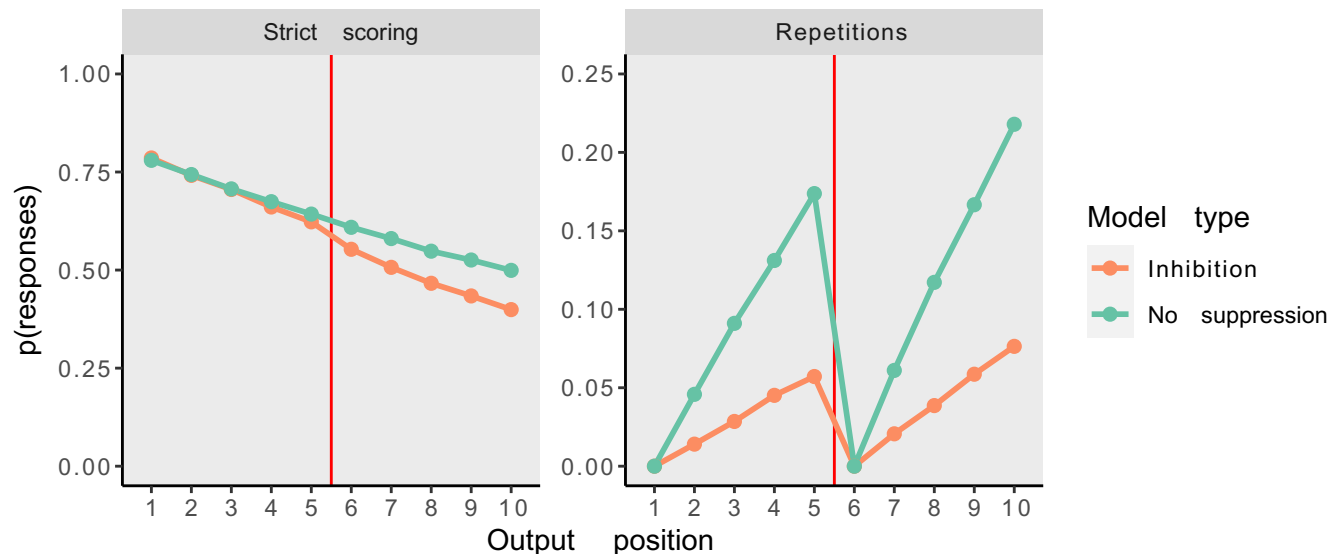 Strict scoring
Repetitions
p(responses)
1.00
0.75
0.50
0.25
0.00
0.25
0.20
0.15
0.10
0.05
0.00
1 2 3 4 5 6 7 8 9 10
1 2 3 4 5 6 7 8 9 10
Output position
Model type
Inhibition
No suppression